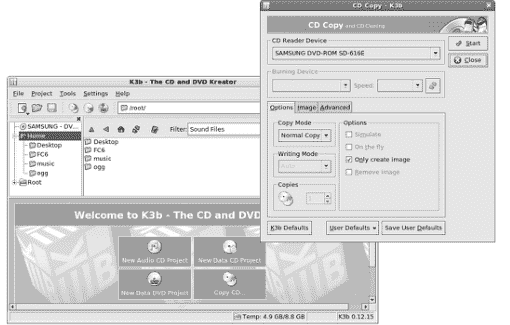 CD Copy - K3b
CD Copy and CD Cloning
CD Reader Device
SAMSUNG DVD-ROM SD-616E
Start
Close
Burning Device
Speed:
Options Image Advanced
Copy Mode
Normal Copy
Writing Mode
Auto
Copies
1
Options
Simulate
On the fly
Only create image
Remove image
K3b Defaults
User Defaults
Save User Defaults
K3b - The CD and DVD Kreator
File Project Tools Settings Help
/root/
SAMSUNG - DV...
Home
Desktop
FC6
music
ogg
Root
Filter: Sound Files
Desktop
FC6
music
ogg
Welcome to K3b - The CD and DVD
New Audio CD Project
New Data CD Project
New Data DVD Project
Copy CD...
Temp: 4.9 GB/8.8 GB
K3b 0.12.15